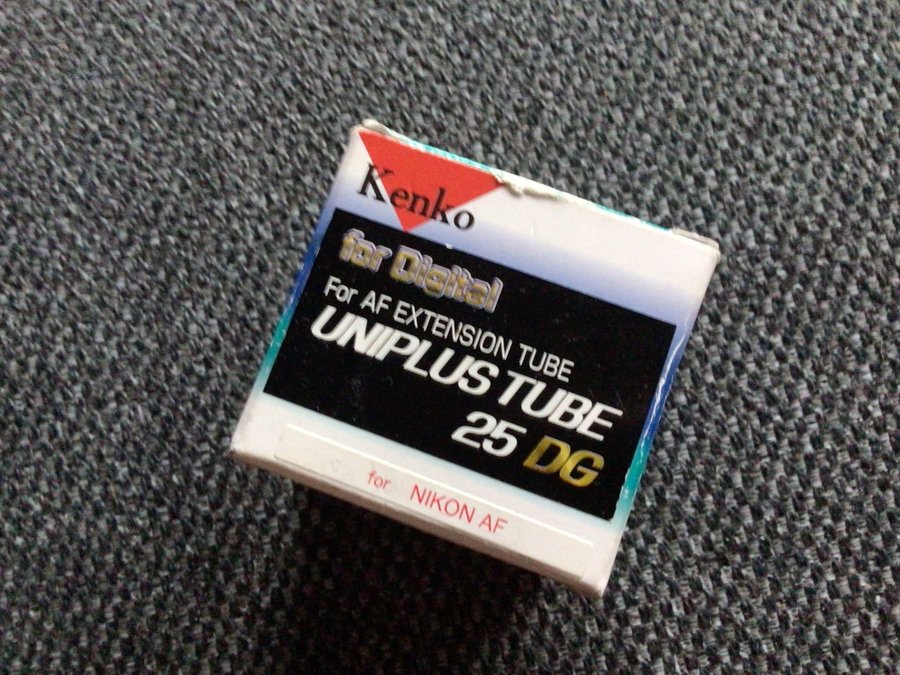 Kenko
for Digital
For AF EXTENSION TUBE
UNIPLUS TUBE
25 DG
for NIKON AF